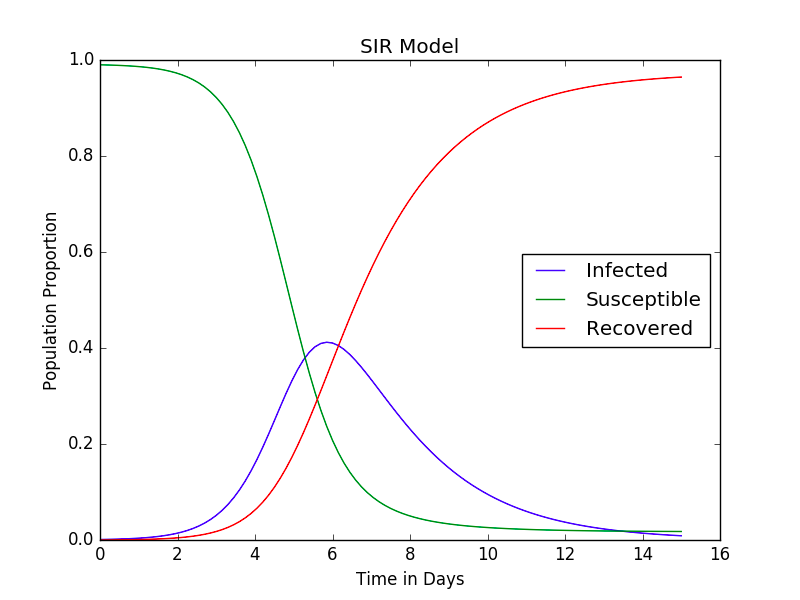 SIR Model
1.0
0.8
0.6
0.4
0.2
0.0
Population Proportion
Infected
Susceptible
Recovered
0 2 4 6 8 10 12 14 16
Time in Days